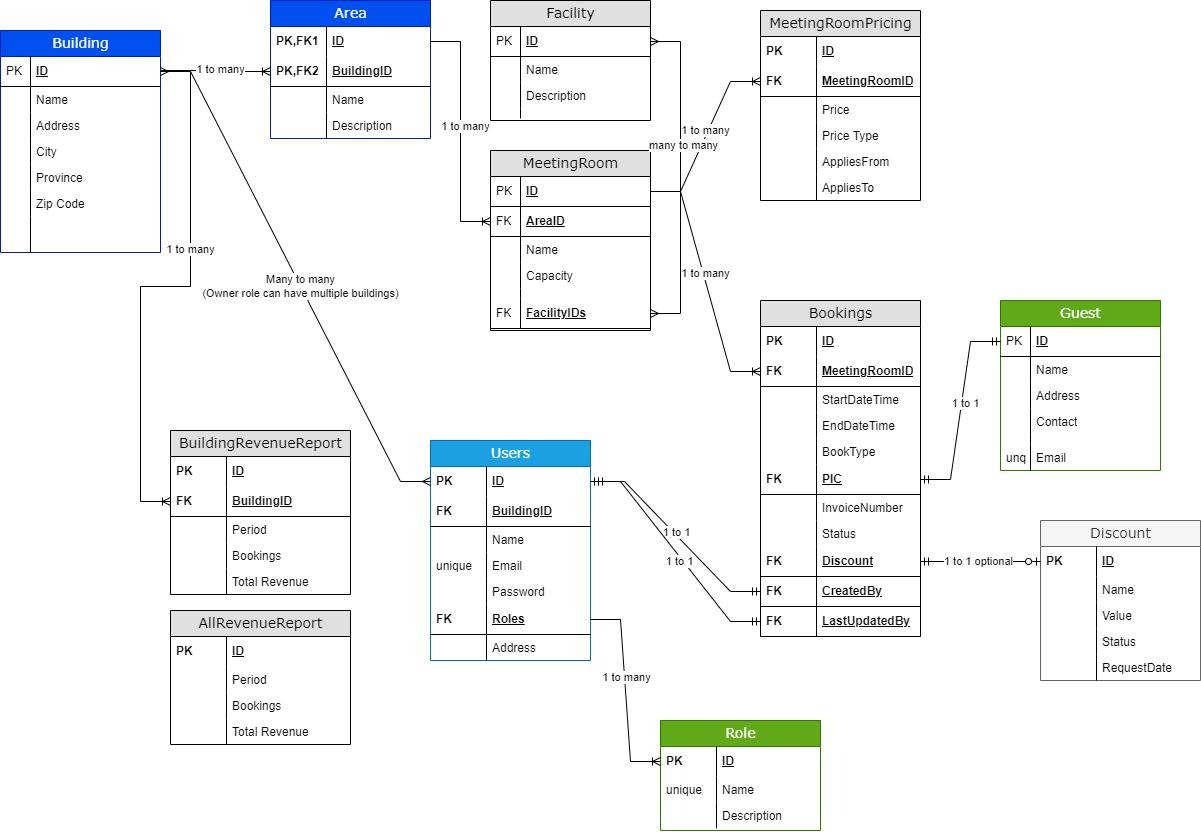 Building
PK ID
Name
Address
City
Province
Zip Code
Area
PK,FK1 ID
PK,FK2 BuildingID
Name
Description
Facility
PK ID
Name
Description
MeetingRoomPricing
PK ID
FK MeetingRoomID
Price
Price Type
AppliesFrom
AppliesTo
1 to many
1 to many
1 to many
many to many
MeetingRoom
PK ID
FK AreaID
Name
Capacity
FK FacilityIDs
1 to many
1 to many
Many to many
(Owner role can have multiple buildings)
Bookings
PK ID
FK MeetingRoomID
StartDateTime
EndDateTime
BookType
FK PIC
InvoiceNumber
Status
FK Discount
FK CreatedBy
FK LastUpdatedBy
Guest
PK ID
Name
Address
Contact
unq Email
1 to 1
BuildingRevenueReport
PK ID
FK BuildingID
Period
Bookings
Total Revenue
Users
PK ID
FK BuildingID
Name
unique Email
Password
FK Roles
Address
1 to 1
1 to 1
1 to 1 optional
Discount
PK ID
Name
Value
Status
RequestDate
AllRevenueReport
PK ID
Period
Bookings
Total Revenue
1 to many
Role
PK ID
unique Name
Description